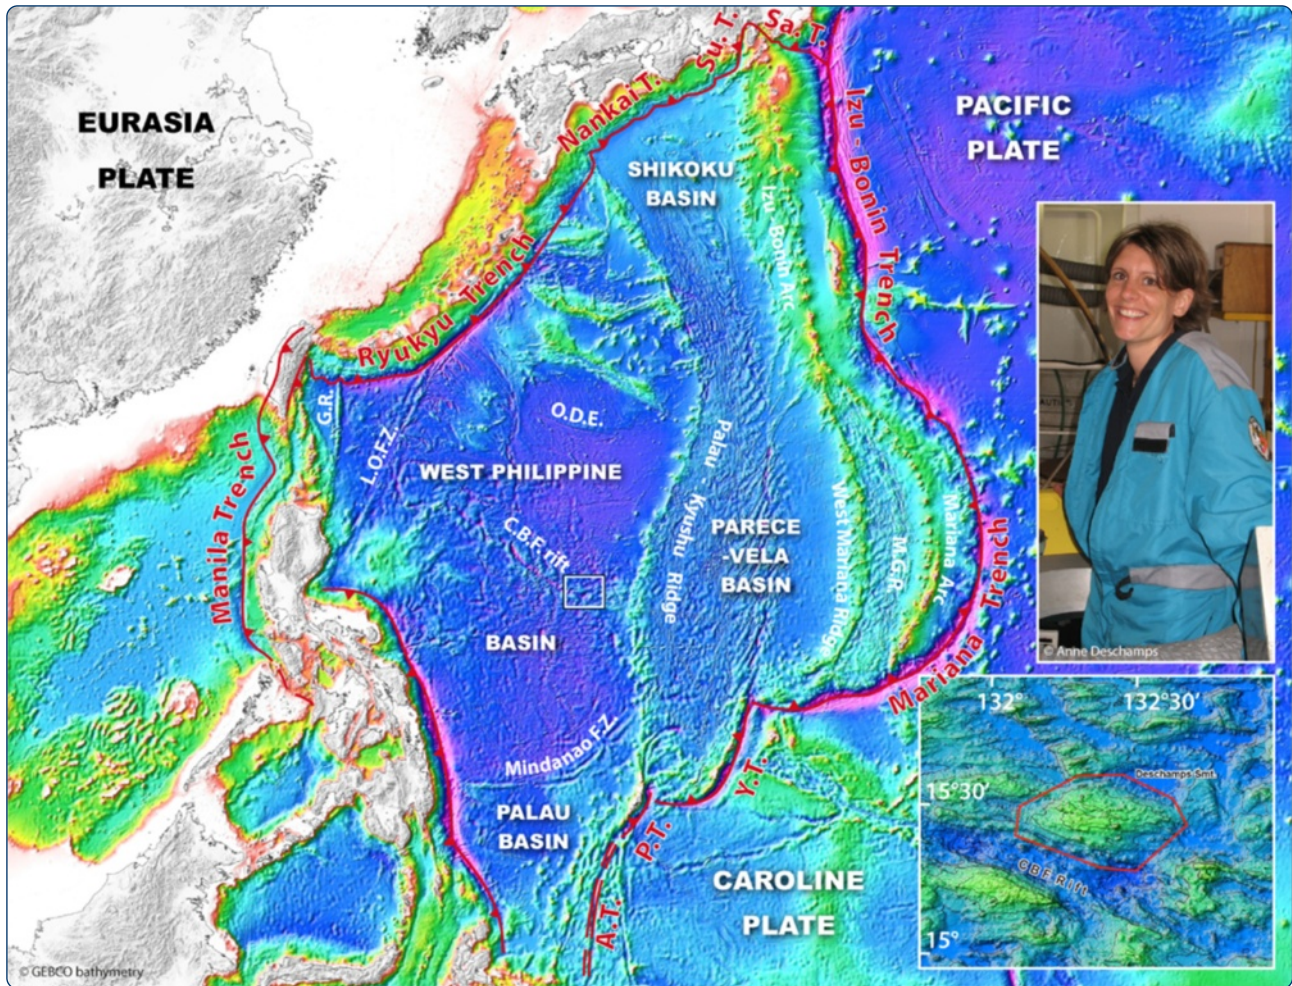 EURASIA
PLATE
PACIFIC
PLATE
Su. T.
Sa. T.
Nankai T.
Izu - Bonin Trench
SHIKOKU
BASIN
Izu - Bonin Arc
Ryukyu Trench
G.R.
L.O.F.Z.
O.D.E.
WEST PHILIPPINE
BASIN
C.B.F. rift
Manila Trench
Palau - Kyushu Ridge
PARECE
-VELA
BASIN
West Mariana Ridge
M.G.R.
Mariana Arc
Mariana Trench
Mindanao F.Z.
PALAU
BASIN
Y.T.
P.T.
A.T.
CAROLINE
PLATE
© Anne Deschamps
132°
132°30'
Deschamps Smt.
15°30'
C.B.F. Rift
15°
© GEBCO bathymetry